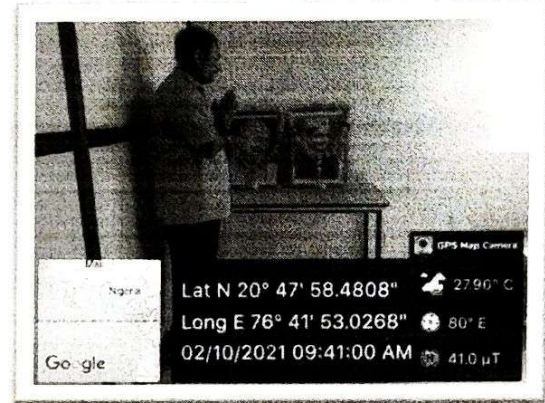 GPS Map Camera
Lat N 20° 47' 58.4808"
27.90° C
Long E 76° 41' 53.0268"
80° E
02/10/2021 09:41:00 AM
41.0 µT
Nigeria
Google